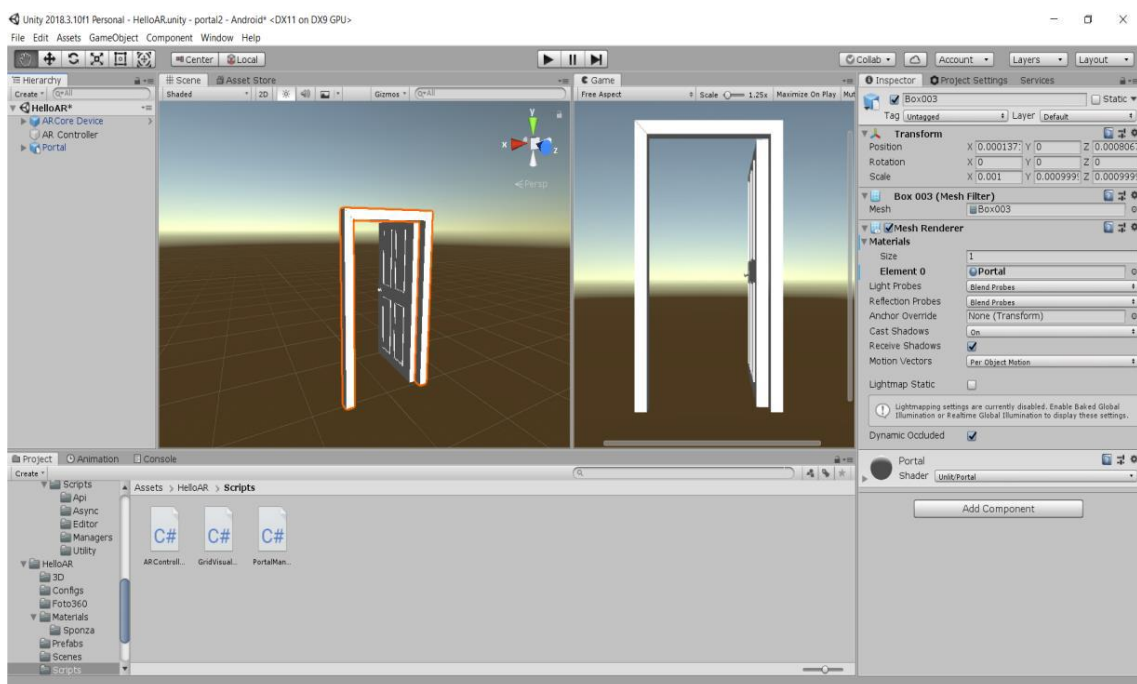 Unity 2018.3.10f1 Personal - HelloAR.unity - portal2 - Android* <DX11 on DX9 GPU>
File Edit Assets GameObject Component Window Help
Center Local
Collab Account Layers Layout
Hierarchy
Create All
HelloAR*
ARCore Device
AR Controller
Portal
Scene Asset Store
Shaded 2D Gizmos All
y
x z
Persp
Game
Free Aspect Scale 1.25x Maximize On Play Mut
Inspector Project Settings Services
Box003 Static
Tag Untagged Layer Default
Transform
Position X 0.000137: Y 0 Z 0.0008067
Rotation X 0 Y 0 Z 0
Scale X 0.001 Y 0.000999! Z 0.000999!
Box 003 (Mesh Filter)
Mesh Box003
Mesh Renderer
Materials
Size 1
Element 0 Portal
Light Probes Blend Probes
Reflection Probes Blend Probes
Anchor Override None (Transform)
Cast Shadows On
Receive Shadows
Motion Vectors Per Object Motion
Lightmap Static
Lightmapping settings are currently disabled. Enable Baked Global
Illumination or Realtime Global Illumination to display these settings.
Dynamic Occluded
Portal
Shader Unlit/Portal
Add Component
Project Animation Console
Create
Scripts
Api
Async
Editor
Managers
Utility
HelloAR
3D
Configs
Foto360
Materials
Sponza
Prefabs
Scenes
Scripts
Assets > HelloAR > Scripts
C# C# C#
ARControll... GridVisual... PortalMan...